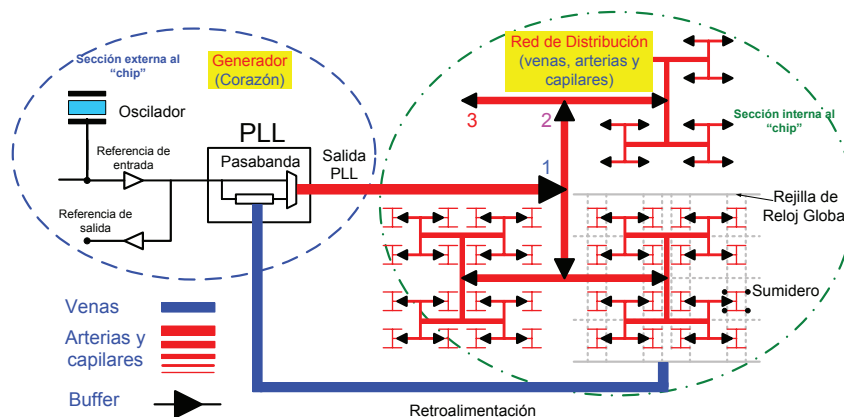 Sección externa al
“chip”
Generador
(Corazón)
Red de Distribución
(venas, arterias y
capilares)
Sección interna al
“chip”
Oscilador
PLL
Pasabanda
Referencia
de entrada
Salida
PLL
Referencia de
salida
3
2
1
Rejilla de
Reloj Globa
Sumidero
Venas
Arterias y
capilares
Buffer
Retroalimentación